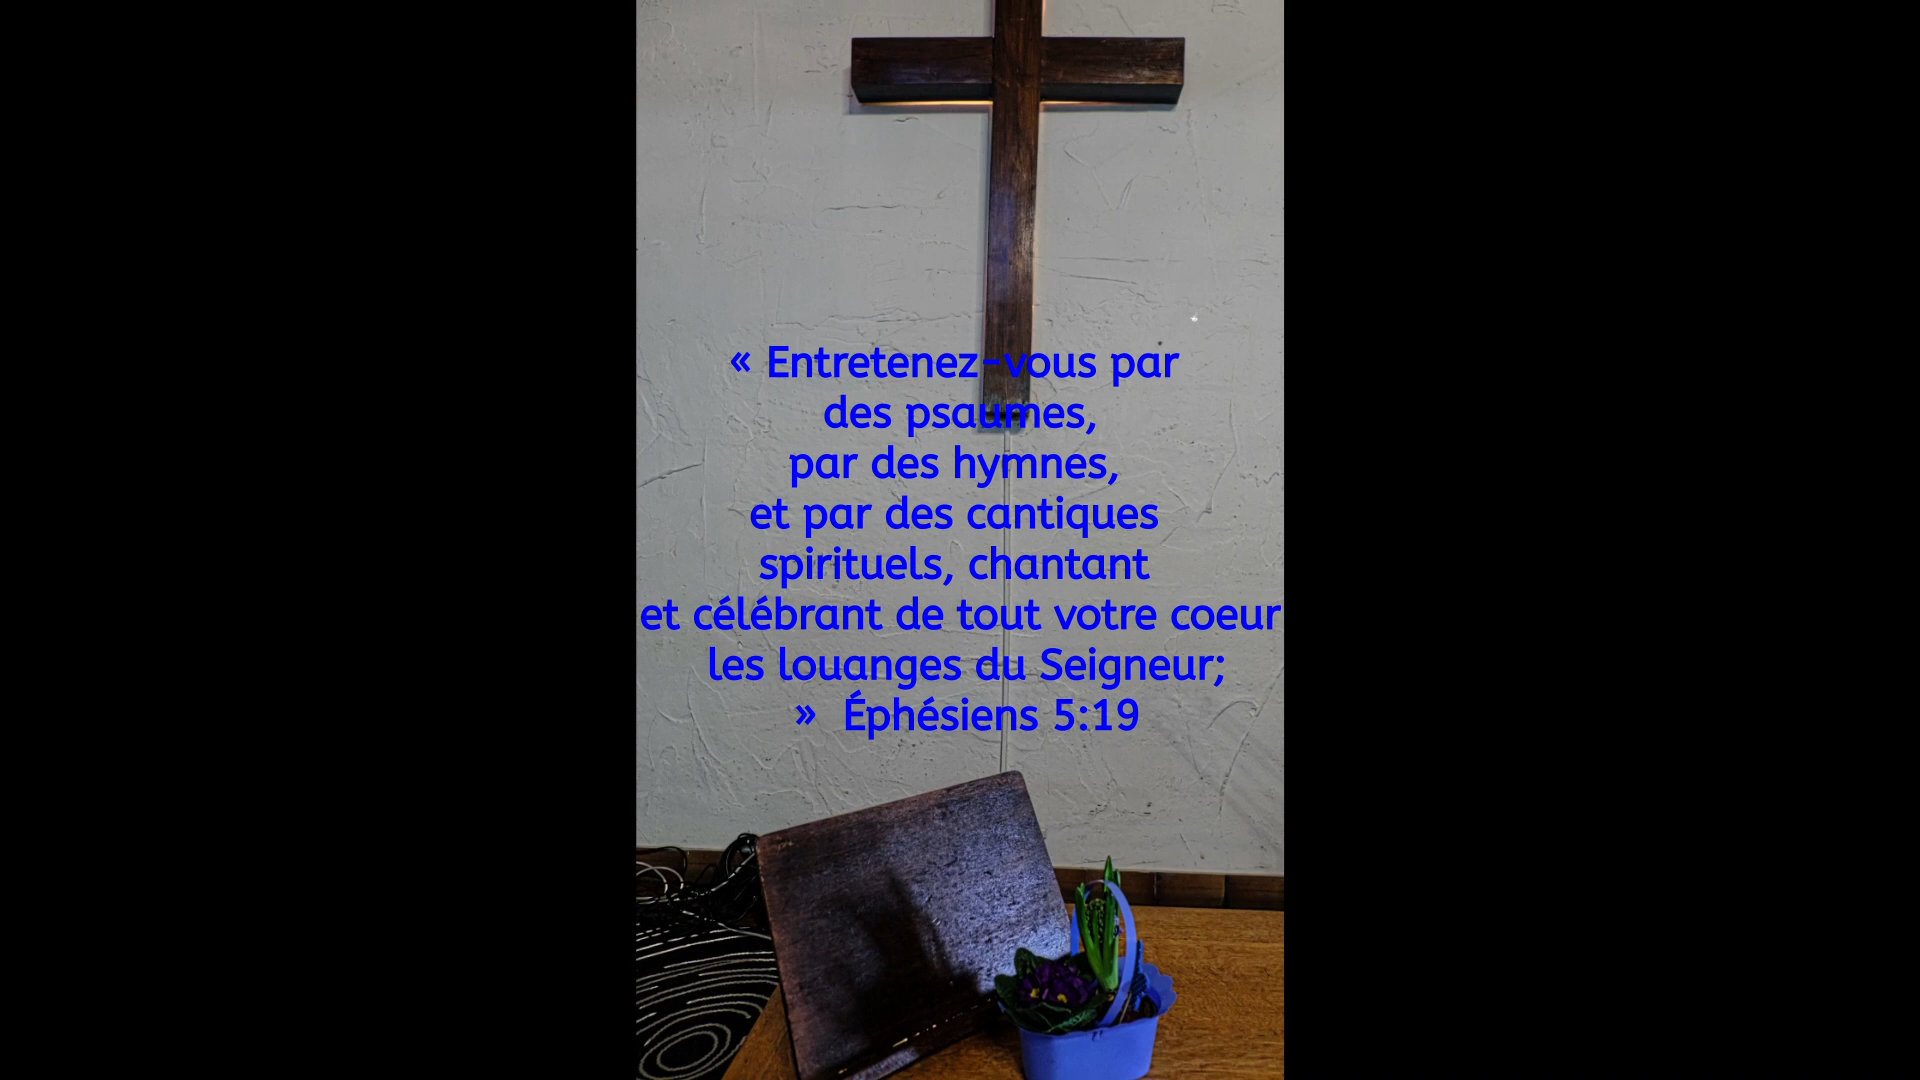 « Entretenez-vous par
des psaumes,
par des hymnes,
et par des cantiques
spirituels, chantant
et célébrant de tout votre coeur
les louanges du Seigneur;
»  Éphésiens 5:19